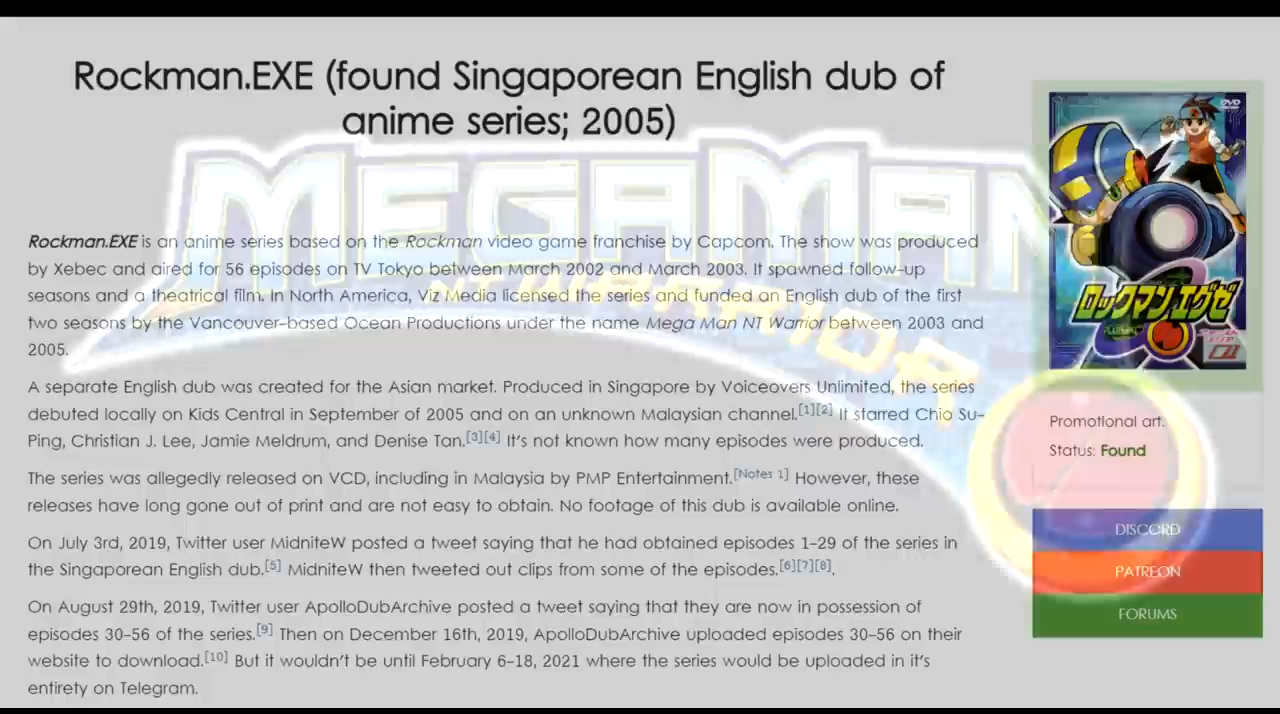 Rockman.EXE (found Singaporean English dub of
anime series; 2005)
MEGAMAN
NT WARRIOR
DVD
ロックマンエグゼ
Rockman.EXE is an anime series based on the Rockman video game franchise by Capcom. The show was produced
by Xebec and aired for 56 episodes on TV Tokyo between March 2002 and March 2003. It spawned follow-up
seasons and a theatrical film. In North America, Viz Media licensed the series and funded an English dub of the first
two seasons by the Vancouver-based Ocean Productions under the name Mega Man NT Warrior between 2003 and
2005.
A separate English dub was created for the Asian market. Produced in Singapore by Voiceovers Unlimited, the series
debuted locally on Kids Central in September of 2005 and on an unknown Malaysian channel.[1][2] It starred Chio Su-
Ping, Christian J. Lee, Jamie Meldrum, and Denise Tan.[3][4] It's not known how many episodes were produced.
The series was allegedly released on VCD, including in Malaysia by PMP Entertainment.[Notes 1] However, these
releases have long gone out of print and are not easy to obtain. No footage of this dub is available online.
On July 3rd, 2019, Twitter user MidniteW posted a tweet saying that he had obtained episodes 1-29 of the series in
the Singaporean English dub.[5] MidniteW then tweeted out clips from some of the episodes.[6][7][8].
On August 29th, 2019, Twitter user ApolloDubArchive posted a tweet saying that they are now in possession of
episodes 30-56 of the series.[9] Then on December 16th, 2019, ApolloDubArchive uploaded episodes 30-56 on their
website to download.[10] But it wouldn't be until February 6-18, 2021 where the series would be uploaded in it's
entirety on Telegram.
Promotional art.
Status: Found
DISCORD
PATREON
FORUMS